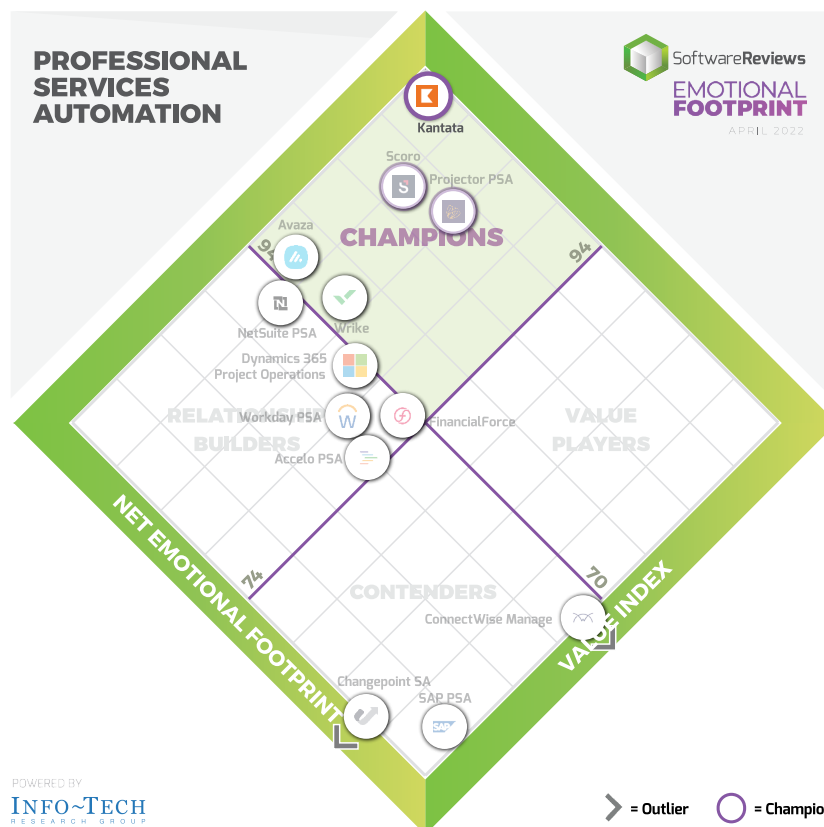 PROFESSIONAL
SERVICES
AUTOMATION
SoftwareReviews
EMOTIONAL
FOOTPRINT
APRIL 2022
Kantata
Scoro
Projector PSA
CHAMPIONS
Avaza
94
94
NetSuite PSA
Wrike
Dynamics 365
Project Operations
RELATIONSHIP
BUILDERS
Workday PSA
FinancialForce
VALUE
PLAYERS
Accelo PSA
74
70
CONTENDERS
ConnectWise Manage
NET EMOTIONAL FOOTPRINT
VALUE INDEX
Changepoint SA
SAP PSA
SAP
POWERED BY
INFO~TECH
RESEARCH GROUP
= Outlier
= Champio